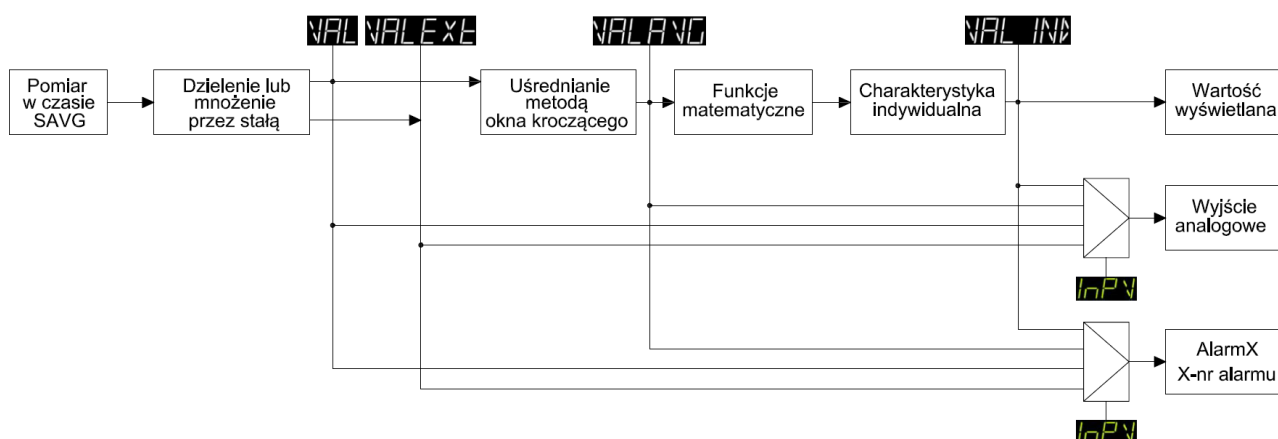 VAL VALEXt VALAVG VAL IND
Pomiar
w czasie
SAVG
Dzielenie lub
mnożenie
przez stałą
Uśrednianie
metodą
okna kroczącego
Funkcje
matematyczne
Charakterystyka
indywidualna
Wartość
wyświetlana
Wyjście
analogowe
InPV
AlarmX
X-nr alarmu
InPV